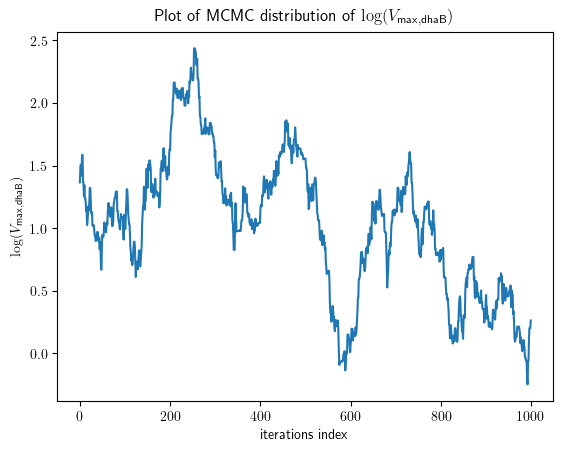 Plot of MCMC distribution of log(V_max,dhaB)
2.5
2.0
1.5
1.0
0.5
0.0
log(V_max,dhaB)
0 200 400 600 800 1000
iterations index